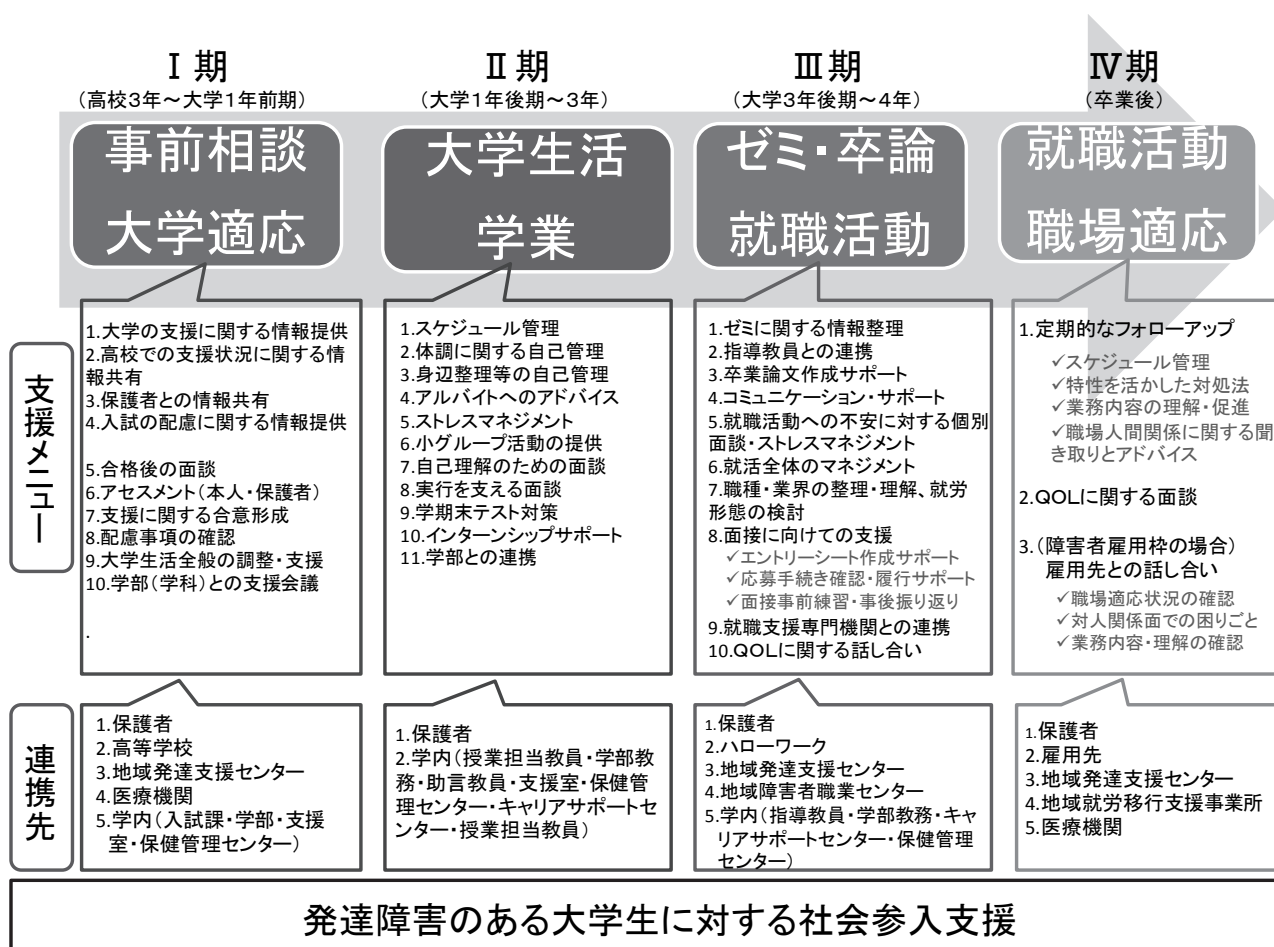 Ⅰ期
(高校3年～大学1年前期)
事前相談
大学適応
Ⅱ期
(大学1年後期～3年)
大学生活
学業
Ⅲ期
(大学3年後期～4年)
ゼミ・卒論
就職活動
Ⅳ期
(卒業後)
就職活動
職場適応
支援メニュー
1.大学の支援に関する情報提供
2.高校での支援状況に関する情
報共有
3.保護者との情報共有
4.入試の配慮に関する情報提供
5.合格後の面談
6.アセスメント(本人・保護者)
7.支援に関する合意形成
8.配慮事項の確認
9.大学生活全般の調整・支援
10.学部(学科)との支援会議
.
1.スケジュール管理
2.体調に関する自己管理
3.身辺整理等の自己管理
4.アルバイトへのアドバイス
5.ストレスマネジメント
6.小グループ活動の提供
7.自己理解のための面談
8.実行を支える面談
9.学期末テスト対策
10.インターンシップサポート
11.学部との連携
1.ゼミに関する情報整理
2.指導教員との連携
3.卒業論文作成サポート
4.コミュニケーション・サポート
5.就職活動への不安に対する個別
面談・ストレスマネジメント
6.就活全体のマネジメント
7.職種・業界の整理・理解、就労
形態の検討
8.面接に向けての支援
✓エントリーシート作成サポート
✓応募手続き確認・履行サポート
✓面接事前練習・事後振り返り
9.就職支援専門機関との連携
10.QOLに関する話し合い
1.定期的なフォローアップ
✓スケジュール管理
✓特性を活かした対処法
✓業務内容の理解・促進
✓職場人間関係に関する聞
き取りとアドバイス
2.QOLに関する面談
3.(障害者雇用枠の場合)
雇用先との話し合い
✓職場適応状況の確認
✓対人関係面での困りごと
✓業務内容・理解の確認
連携先
1.保護者
2.高等学校
3.地域発達支援センター
4.医療機関
5.学内(入試課・学部・支援
室・保健管理センター)
1.保護者
2.学内(授業担当教員・学部教
務・助言教員・支援室・保健管
理センター・キャリアサポートセ
ンター・授業担当教員)
1.保護者
2.ハローワーク
3.地域発達支援センター
4.地域障害者職業センター
5.学内(指導教員・学部教務・キャ
リアサポートセンター・保健管理
センター)
1.保護者
2.雇用先
3.地域発達支援センター
4.地域就労移行支援事業所
5.医療機関
発達障害のある大学生に対する社会参入支援